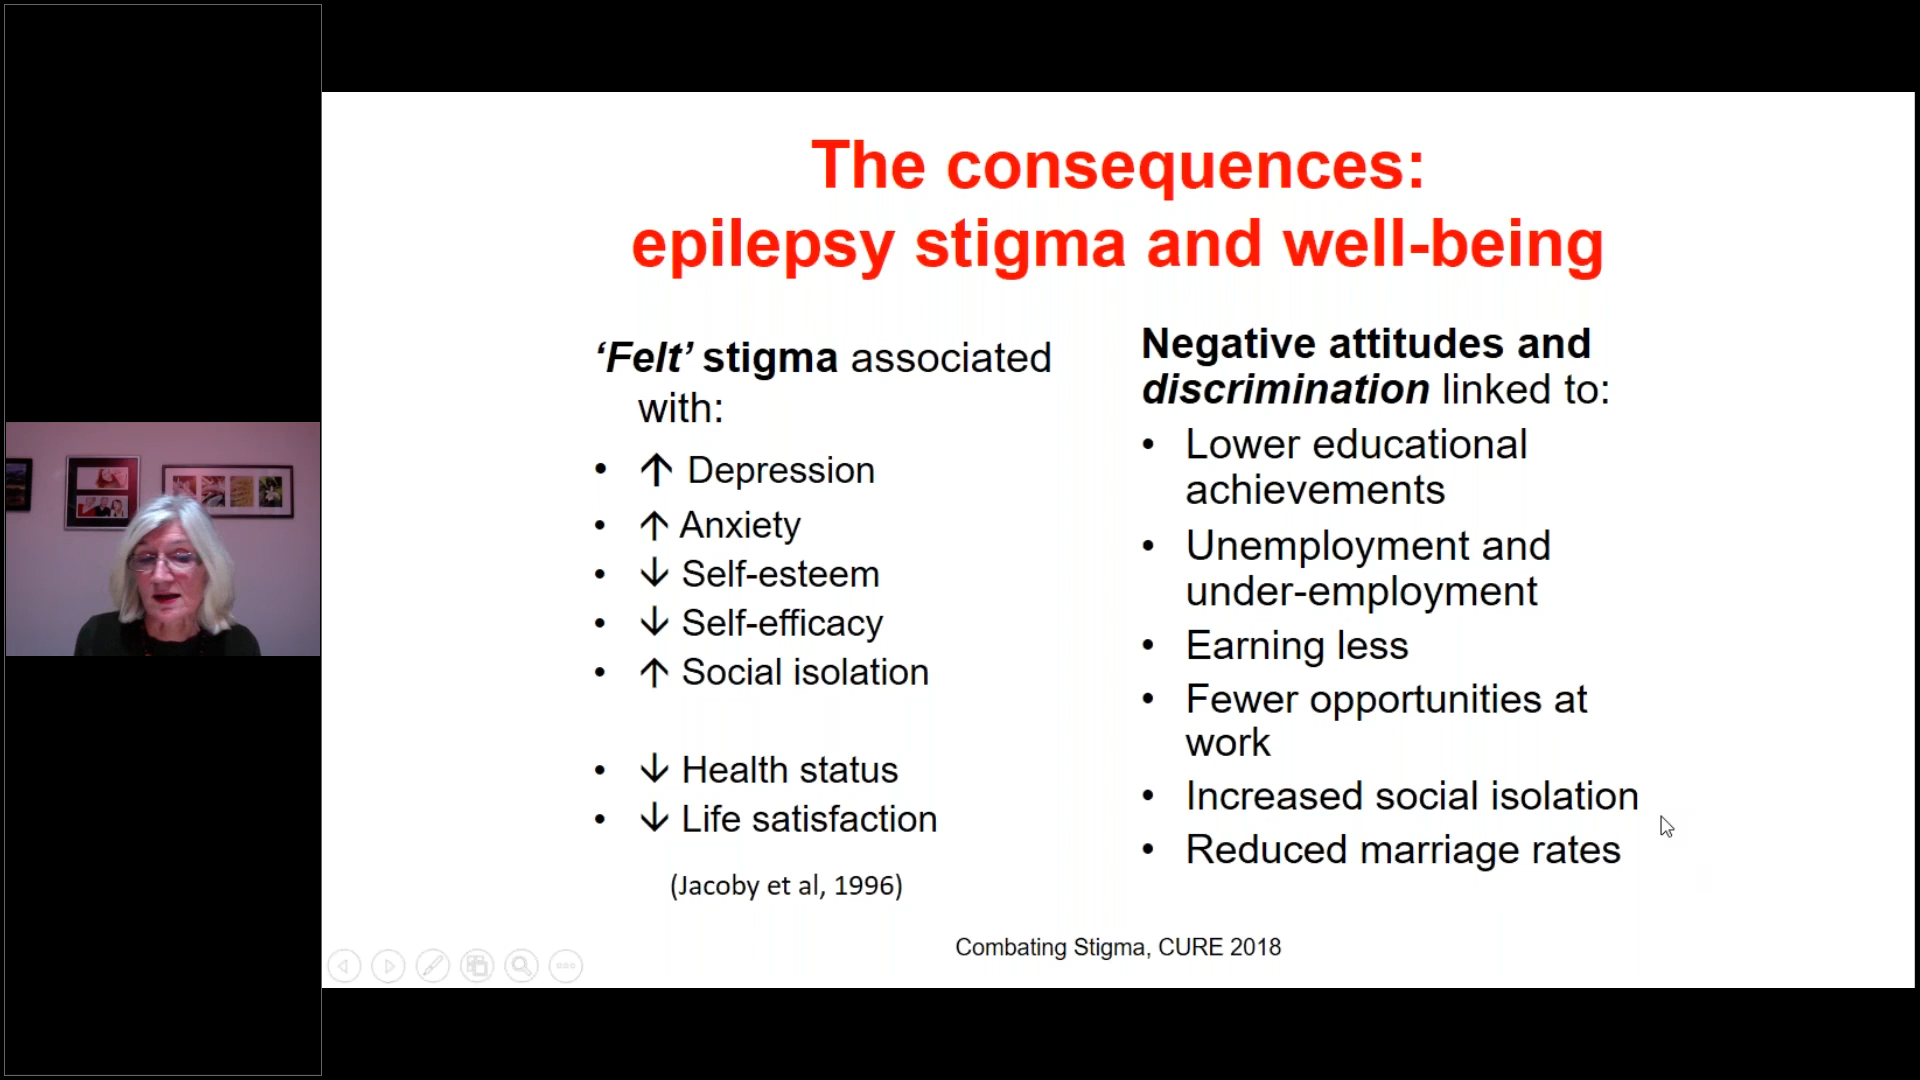 The consequences:
epilepsy stigma and well-being
‘Felt’ stigma associated
with:
• ↑ Depression
• ↑ Anxiety
• ↓ Self-esteem
• ↓ Self-efficacy
• ↑ Social isolation
• ↓ Health status
• ↓ Life satisfaction
(Jacoby et al, 1996)
Negative attitudes and
discrimination linked to:
• Lower educational
achievements
• Unemployment and
under-employment
• Earning less
• Fewer opportunities at
work
• Increased social isolation
• Reduced marriage rates
Combating Stigma, CURE 2018